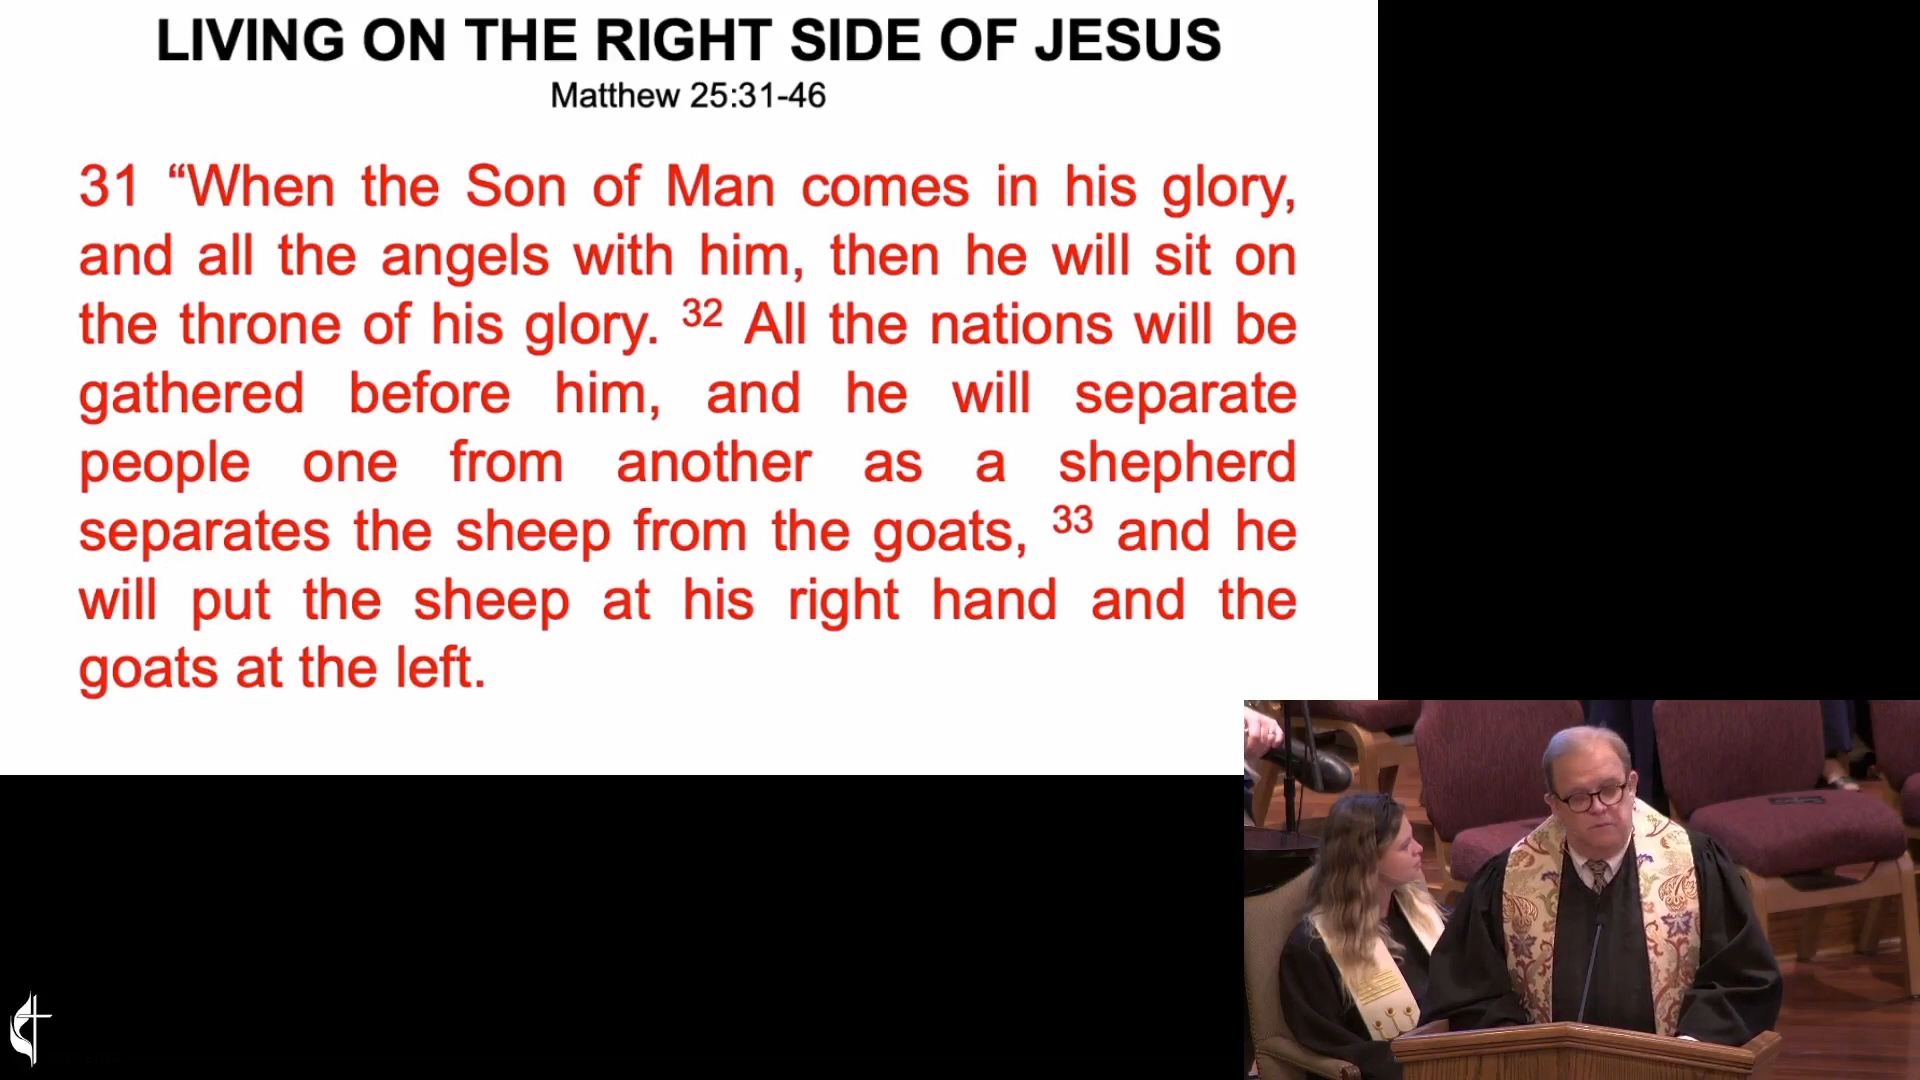 LIVING ON THE RIGHT SIDE OF JESUS
Matthew 25:31-46
31 “When the Son of Man comes in his glory,
and all the angels with him, then he will sit on
the throne of his glory. 32 All the nations will be
gathered before him, and he will separate
people one from another as a shepherd
separates the sheep from the goats, 33 and he
will put the sheep at his right hand and the
goats at the left.